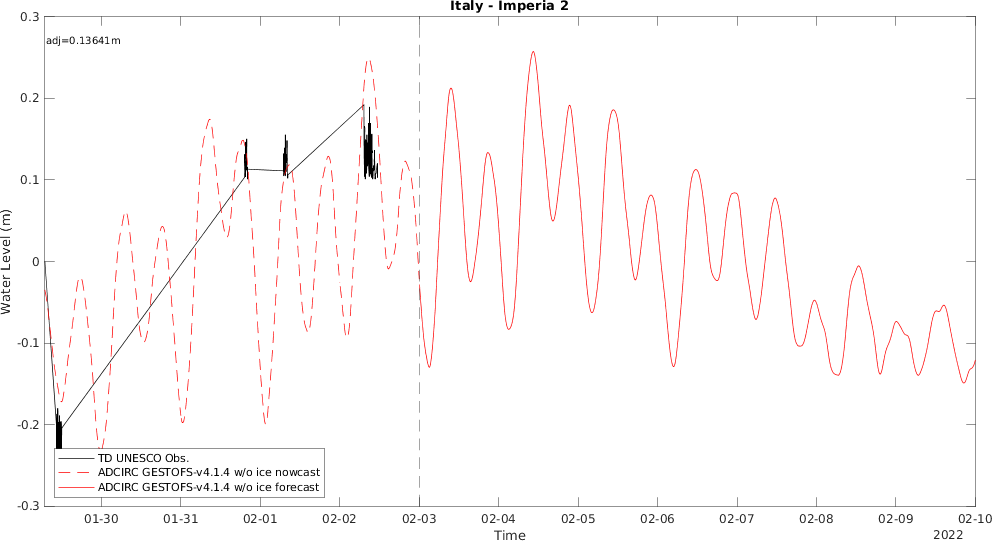 Italy - Imperia 2
adj=0.13641m
0.3
0.2
0.1
0
-0.1
-0.2
-0.3
Water Level (m)
TD UNESCO Obs.
ADCIRC GESTOFS-v4.1.4 w/o ice nowcast
ADCIRC GESTOFS-v4.1.4 w/o ice forecast
01-30 01-31 02-01 02-02 02-03 02-04 02-05 02-06 02-07 02-08 02-09 02-10
Time
2022